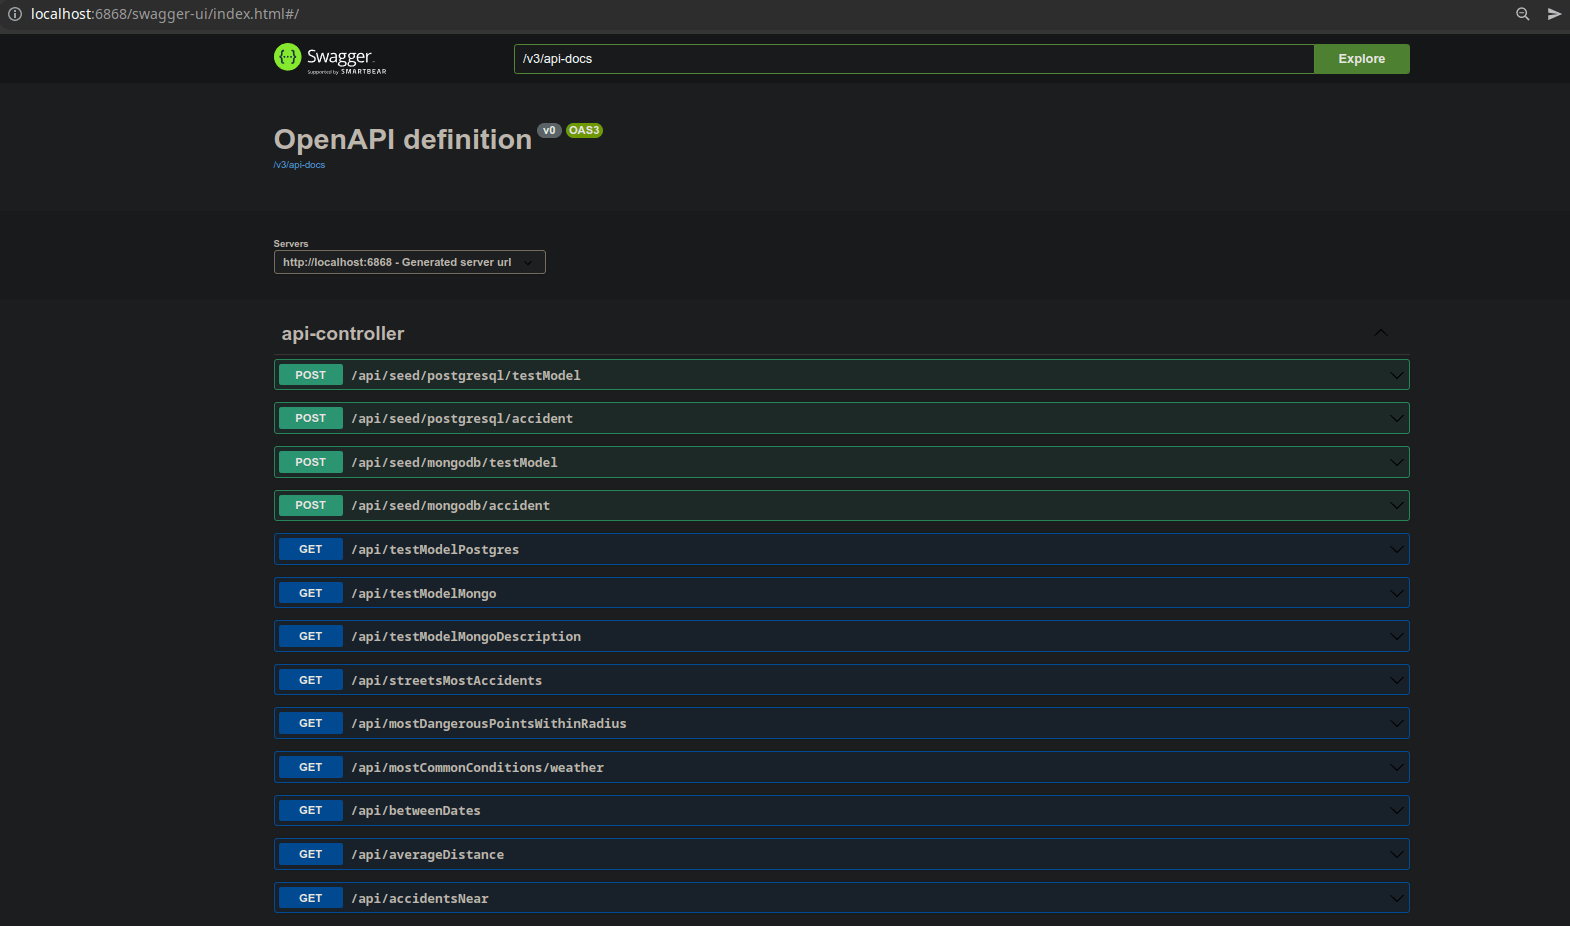 localhost:6868/swagger-ui/index.html#/
Swagger.
Supported by SMARTBEAR
/v3/api-docs
Explore
OpenAPI definition v0 OAS3
/v3/api-docs
Servers
http://localhost:6868 - Generated server url
api-controller
POST /api/seed/postgresql/testModel
POST /api/seed/postgresql/accident
POST /api/seed/mongodb/testModel
POST /api/seed/mongodb/accident
GET /api/testModelPostgres
GET /api/testModelMongo
GET /api/testModelMongoDescription
GET /api/streetsMostAccidents
GET /api/mostDangerousPointsWithinRadius
GET /api/mostCommonConditions/weather
GET /api/betweenDates
GET /api/averageDistance
GET /api/accidentsNear